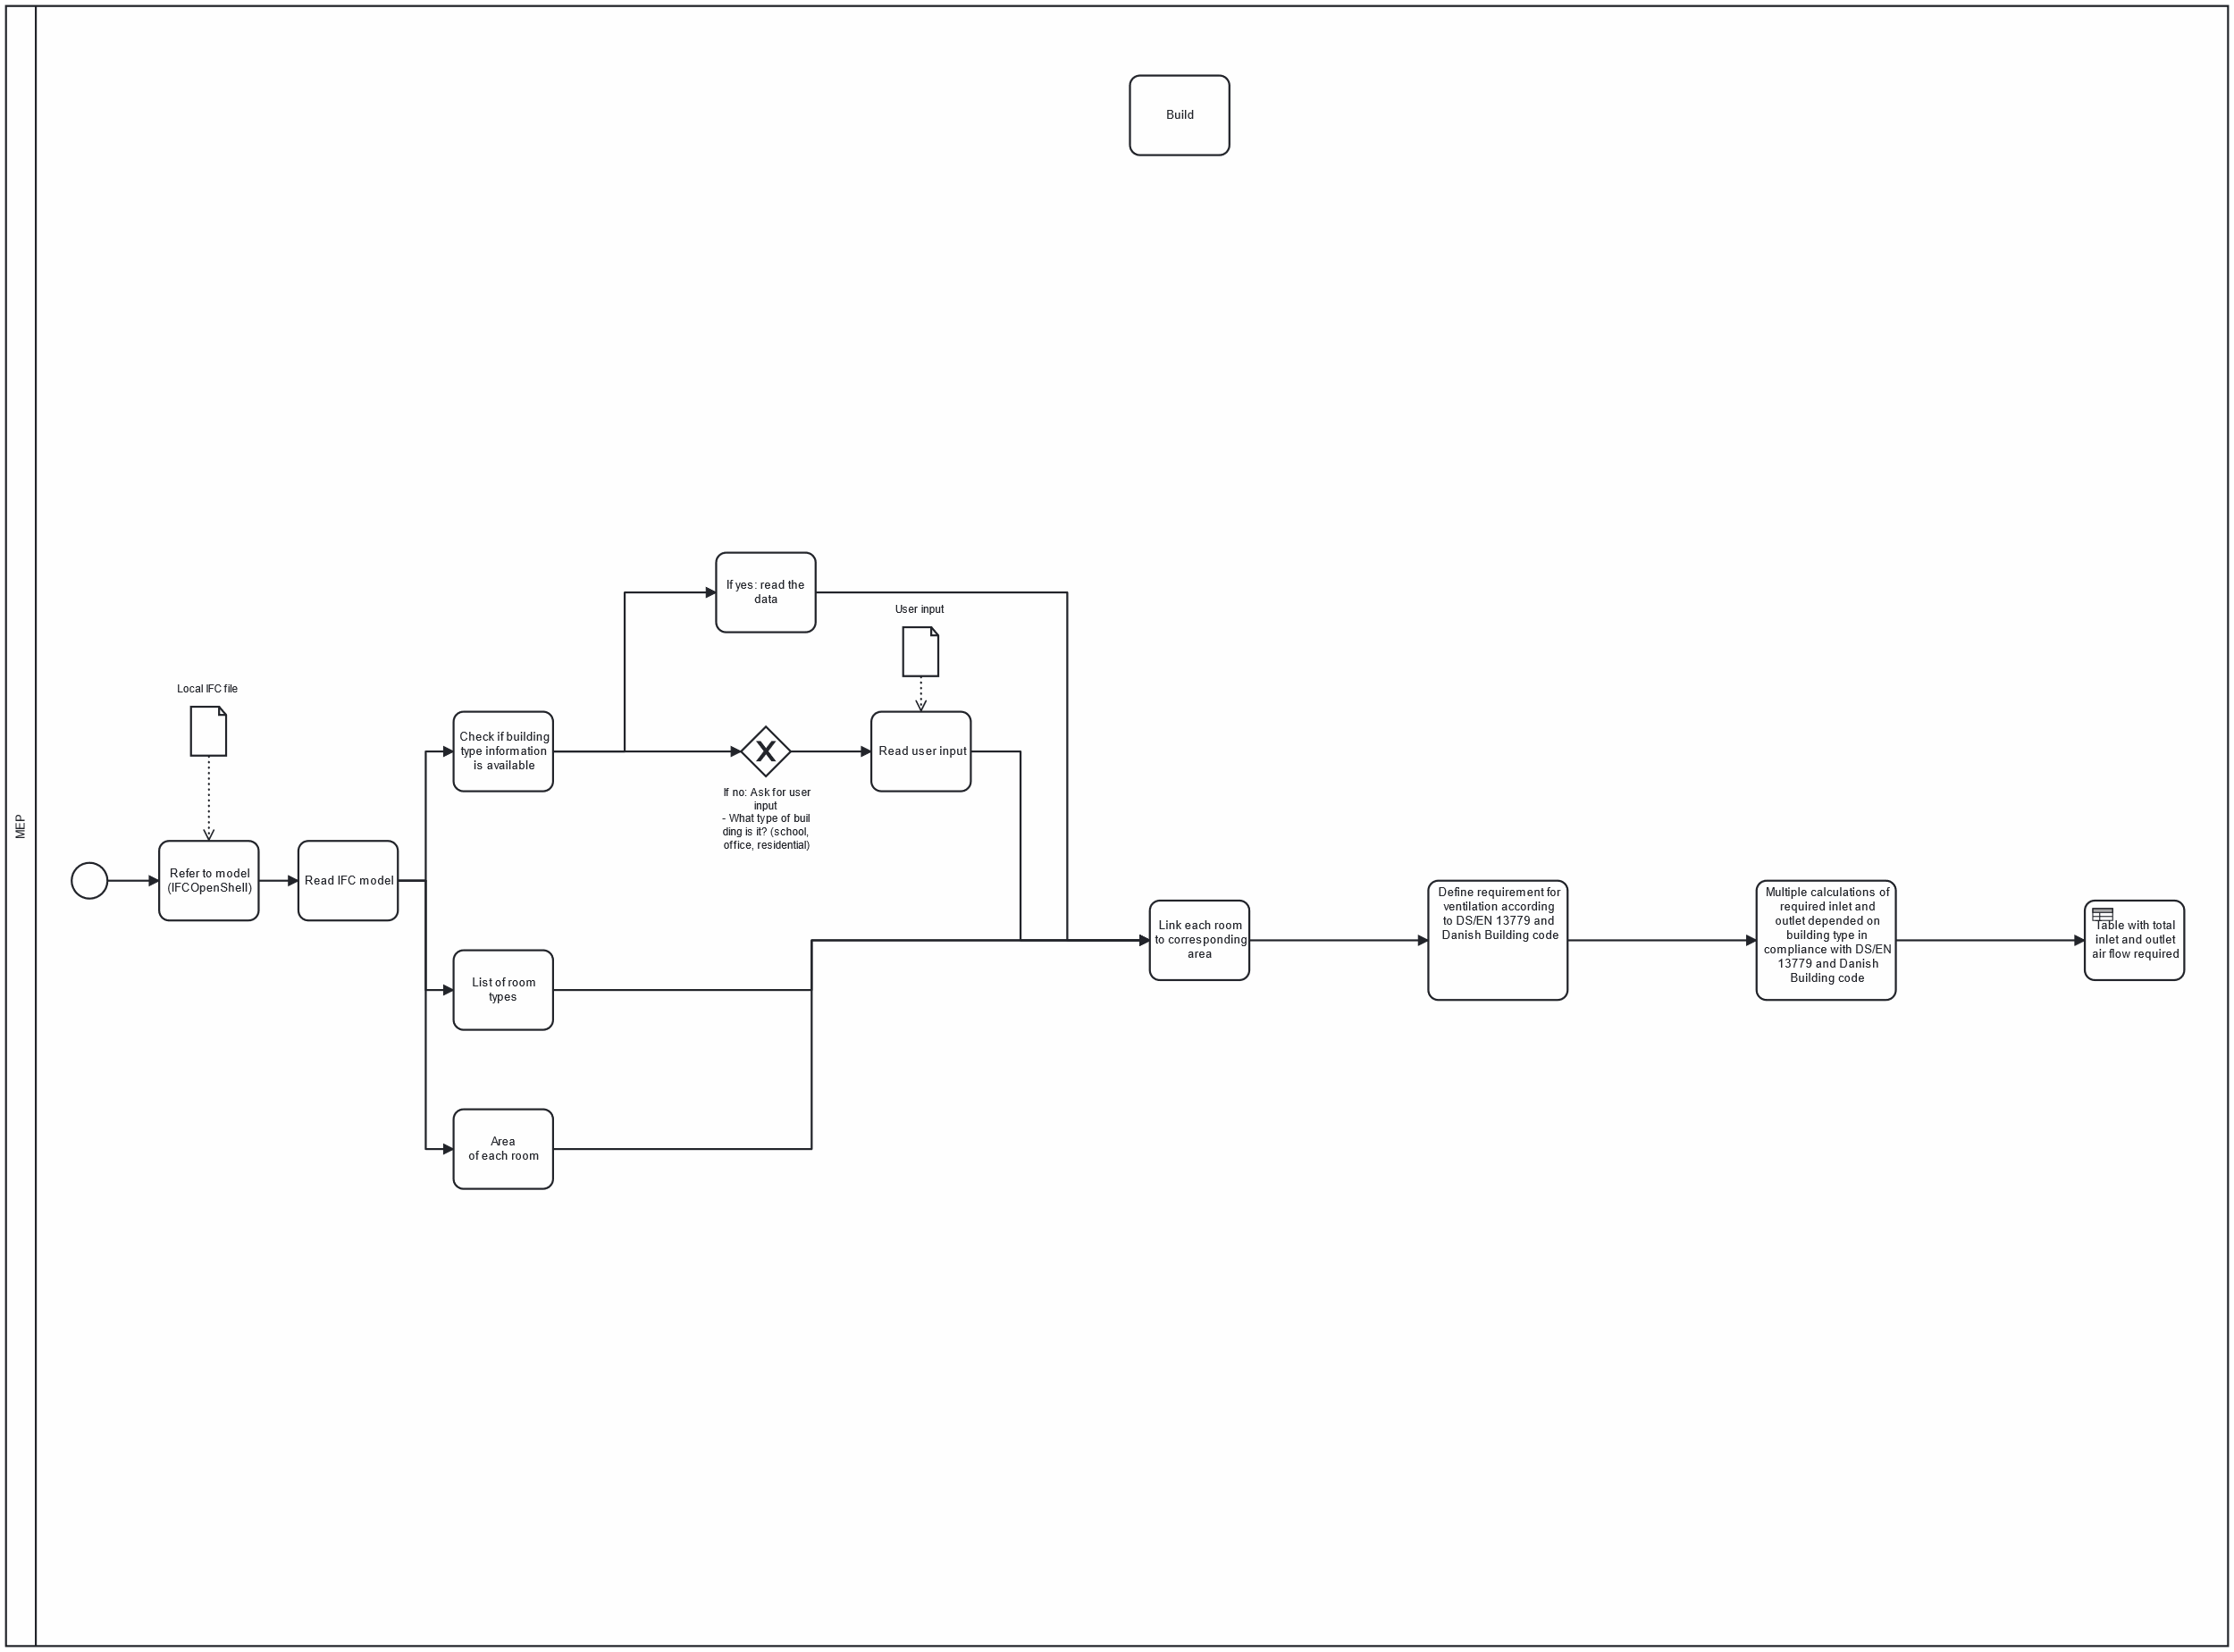 MEP
Build
If yes: read the
data
User input
Local IFC file
Check if building
type information
is available
Read user input
If no: Ask for user
input
- What type of buil
ding is it? (school,
office, residential)
Refer to model
(IFCOpenShell)
Read IFC model
List of room
types
Area
of each room
Link each room
to corresponding
area
Define requirement for
ventilation according
to DS/EN 13779 and
Danish Building code
Multiple calculations of
required inlet and
outlet depended on
building type in
compliance with DS/EN
13779 and Danish
Building code
Table with total
inlet and outlet
air flow required